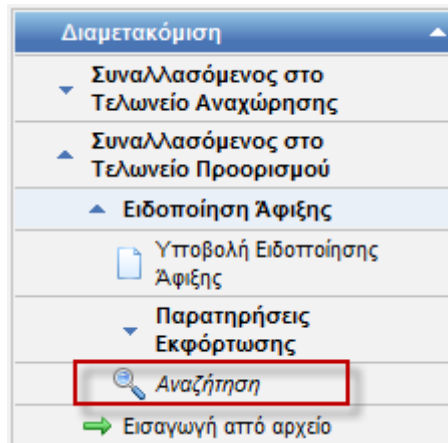 Διαμετακόμιση
Συναλλασόμενος στο
Τελωνείο Αναχώρησης
Συναλλασόμενος στο
Τελωνείο Προορισμού
Ειδοποίηση Άφιξης
Υποβολή Ειδοποίησης
Άφιξης
Παρατηρήσεις
Εκφόρτωσης
Αναζήτηση
Εισαγωγή από αρχείο